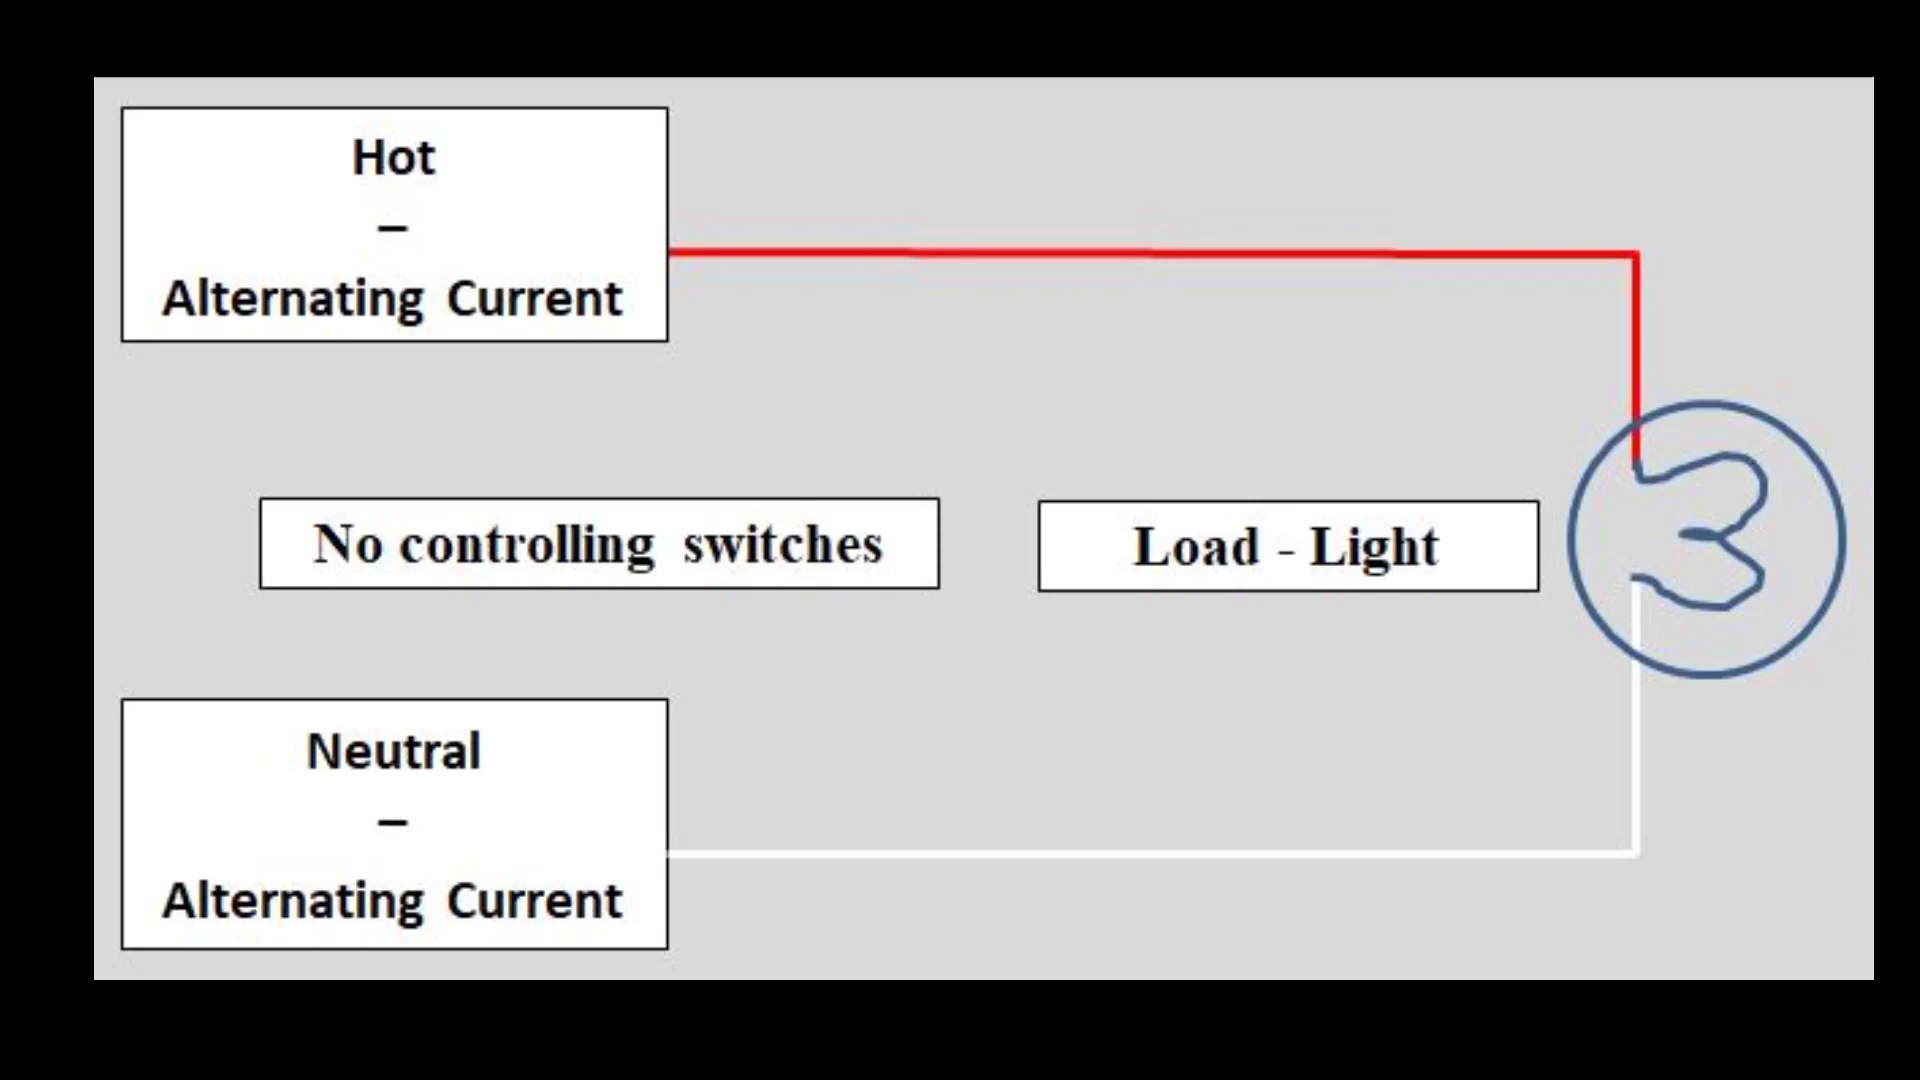 Hot
–
Alternating Current
No controlling switches
Load - Light
Neutral
–
Alternating Current